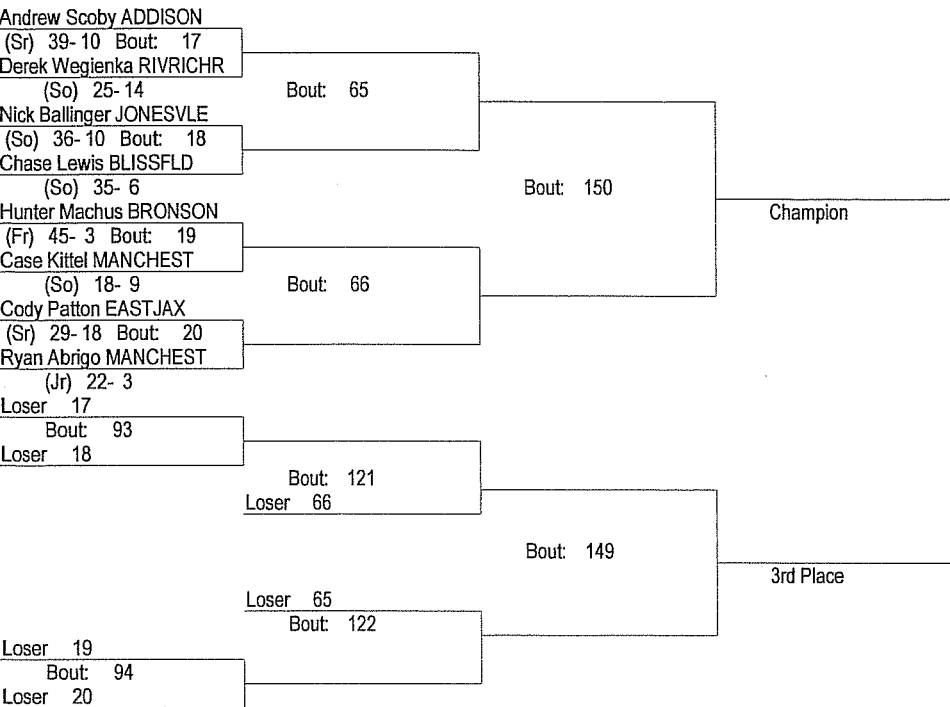 Andrew Scoby ADDISON
(Sr) 39- 10 Bout: 17
Derek Wegienka RIVRICHR
(So) 25- 14
Bout: 65
Nick Ballinger JONESVLE
(So) 36- 10 Bout: 18
Chase Lewis BLISSFLD
(So) 35- 6
Bout: 150
Champion
Hunter Machus BRONSON
(Fr) 45- 3 Bout: 19
Case Kittel MANCHEST
(So) 18- 9
Bout: 66
Cody Patton EASTJAX
(Sr) 29- 18 Bout: 20
Ryan Abrigo MANCHEST
(Jr) 22- 3
Loser 17
Bout: 93
Loser 18
Bout: 121
Loser 66
Bout: 149
3rd Place
Loser 65
Bout: 122
Loser 19
Bout: 94
Loser 20